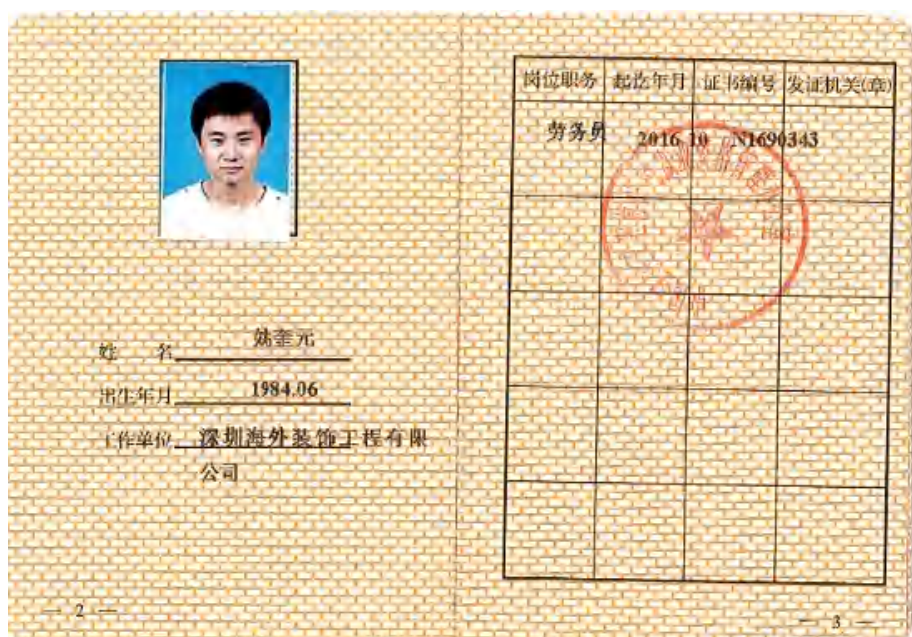 姓 名 奎元
出生年月 1984.06
工作单位 深圳海外装饰工程有限
公司
— 2 —
岗位职务 起讫年月 证书编号 发证机关(章)
劳务员 2016.10 N1690343
— 3 —